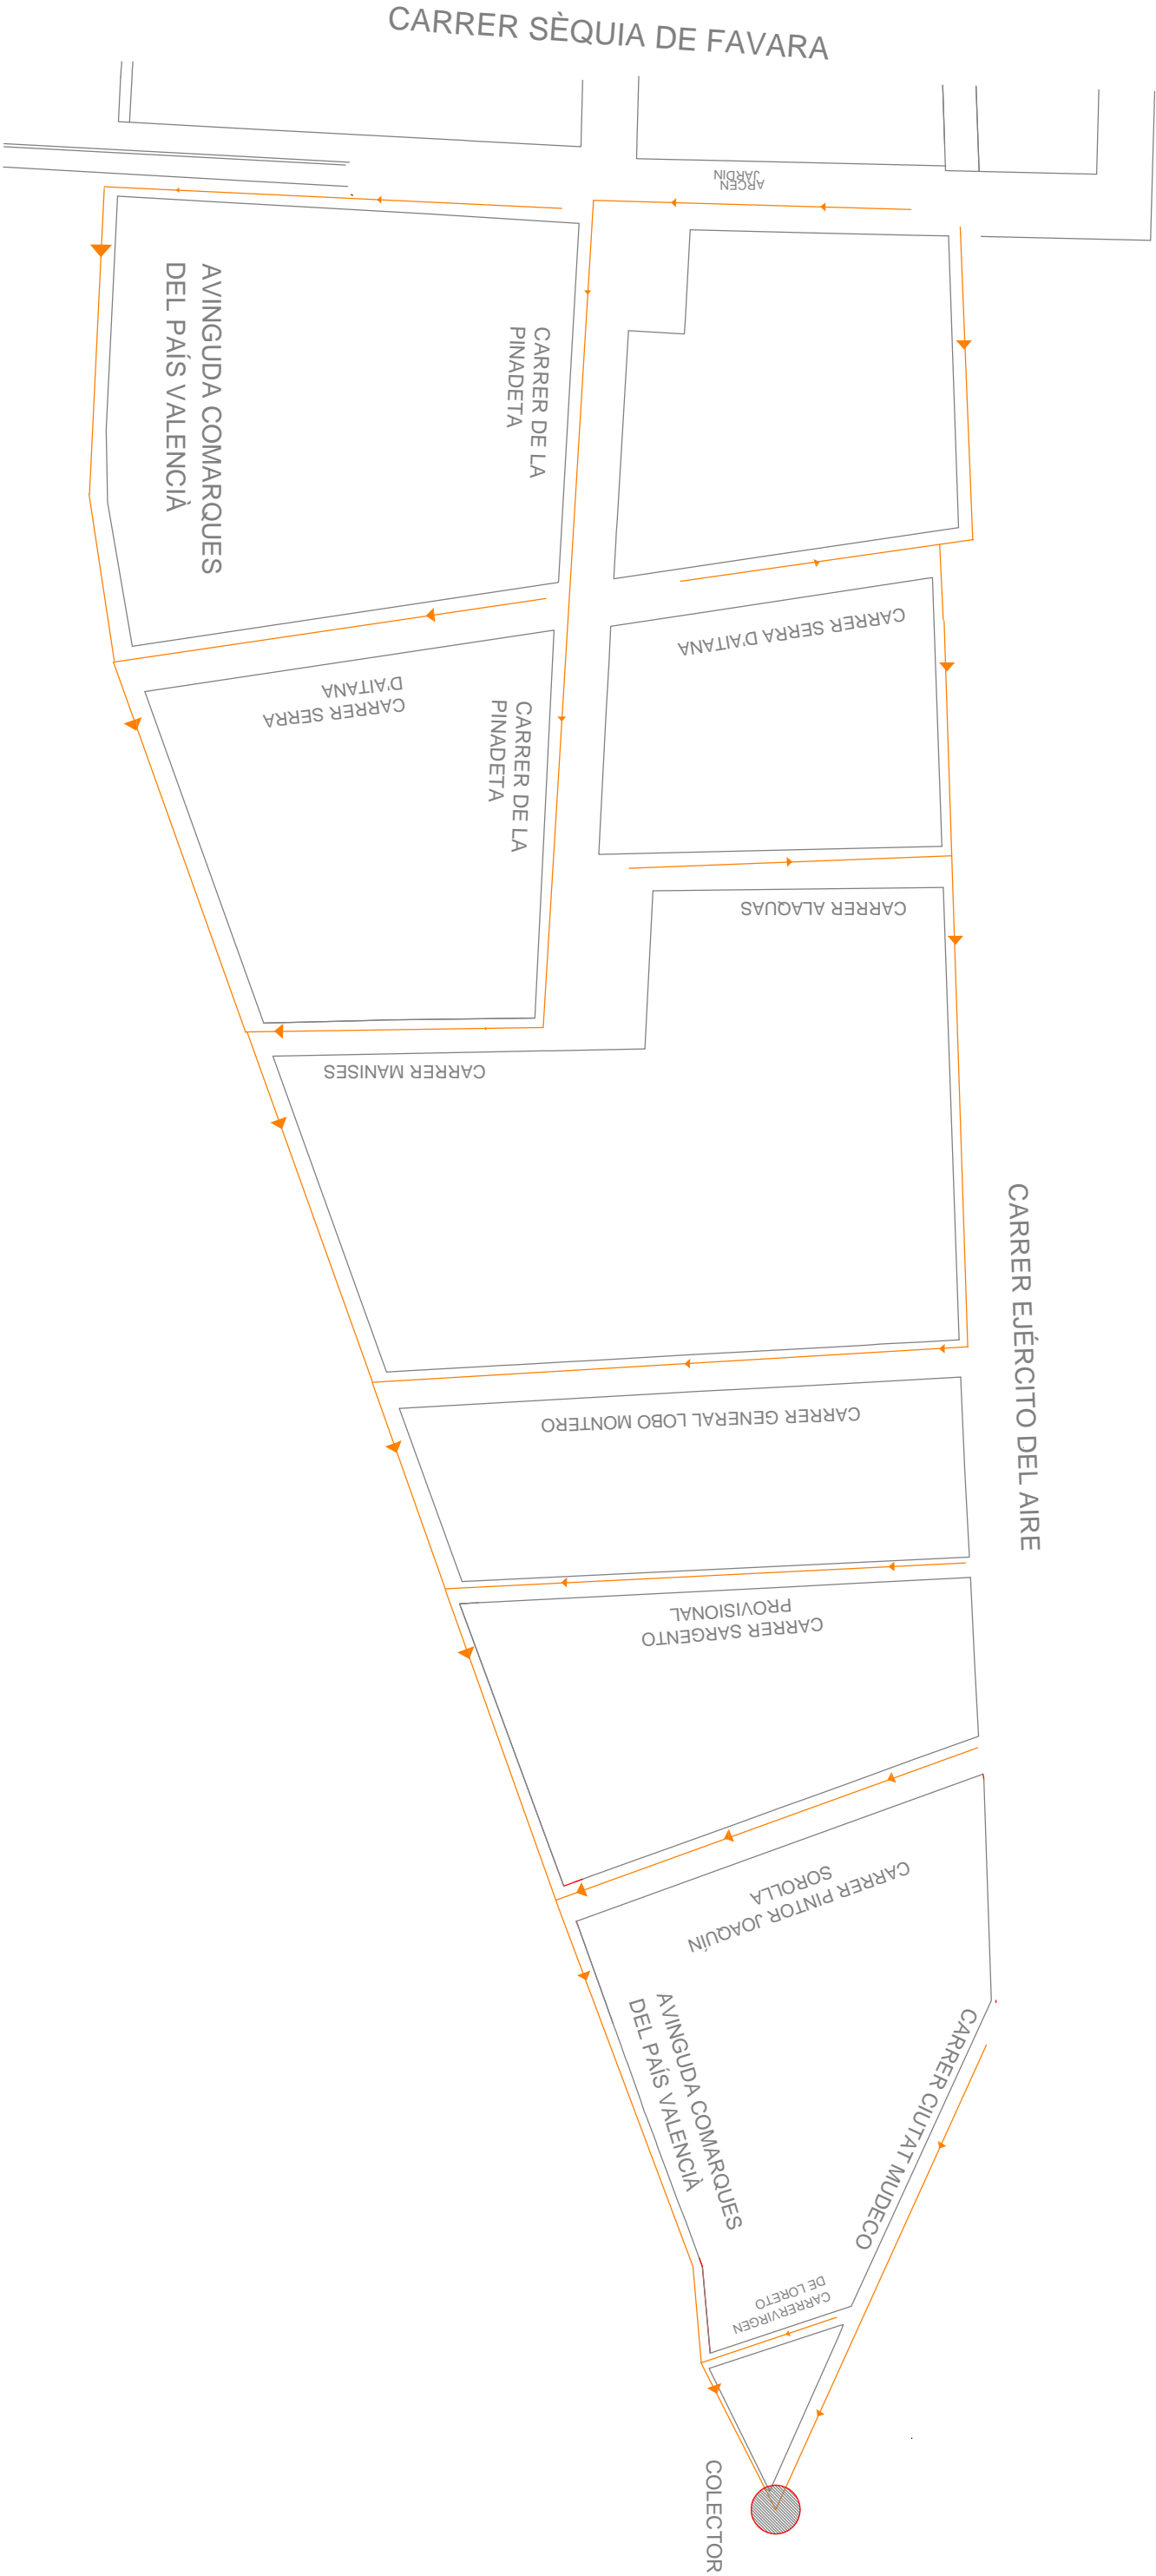 CARRER SÈQUIA DE FAVARA
ARCEN
JARDIN
AVINGUDA COMARQUES
DEL PAÍS VALENCIÀ
CARRER DE LA
PINADETA
CARRER SERRA D'AITANA
CARRER SERRA
D'AITANA
CARRER DE LA
PINADETA
CARRER ALAQUAS
CARRER MANISES
CARRER EJÉRCITO DEL AIRE
CARRER GENERAL LOBO MONTERO
CARRER SARGENTO
PROVISIONAL
CARRER PINTOR JOAQUÍN
SOROLLA
AVINGUDA COMARQUES
DEL PAÍS VALENCIÀ
CARRER CIUTAT MUDECO
CARRERVIRGEN
DE LORETO
COLECTOR